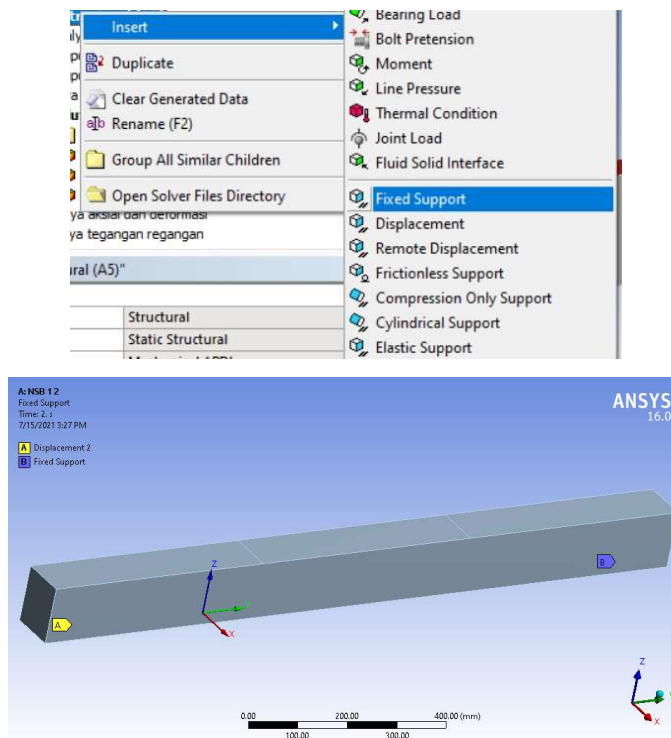 Insert
Duplicate
Clear Generated Data
Rename (F2)
Group All Similar Children
Open Solver Files Directory
Bearing Load
Bolt Pretension
Moment
Line Pressure
Thermal Condition
Joint Load
Fluid Solid Interface
Fixed Support
Displacement
Remote Displacement
Frictionless Support
Compression Only Support
Cylindrical Support
Elastic Support
ya aksial dan deformasi
ya tegangan regangan
ural (A5)"
Structural
Static Structural
A: NSB 1 2
Fixed Support
Time: 2. s
7/15/2021 3:27 PM
A Displacement 2
B Fixed Support
ANSYS
16.0
A
B
Z
X
Z
X
0.00 200.00 400.00 (mm)
100.00 300.00